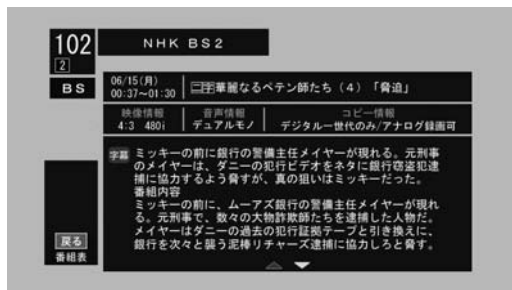 102
NHK BS2
2
BS
06/15(月)
00:37~01:30
二字華麗なるペテン師たち（4）「脅迫」
映像情報
4:3 480i
音声情報
デュアルモノ
コピー情報
デジタル一世代のみ/アナログ録画可
字幕 ミッキーの前に銀行の警備主任メイヤーが現れる。元刑事
のメイヤーは、ダニーの犯行ビデオをネタに銀行窃盗犯逮
捕に協力するよう脅すが、真の狙いはミッキーだった。
番組内容
ミッキーの前に、ムーアズ銀行の警備主任メイヤーが現れ
る。元刑事で、数々の大物詐欺師たちを逮捕した人物だ。
メイヤーはダニーの過去の犯行証拠テープと引き換えに、
銀行を次々と襲う泥棒リチャーズ逮捕に協力しろと脅す。
戻る
番組表